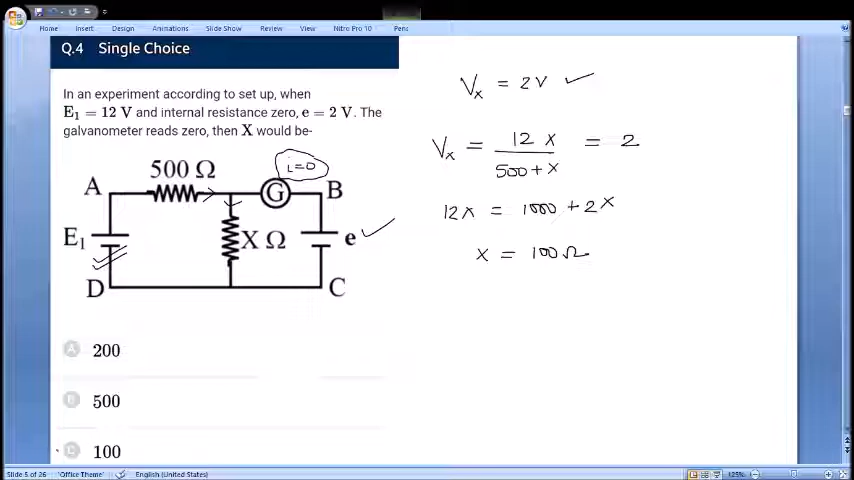 Home Insert Design Animations Slide Show Review View Nitro Pro 10 Pens
Q.4 Single Choice
In an experiment according to set up, when
E₁ = 12 V and internal resistance zero, e = 2 V. The
galvanometer reads zero, then X would be-
500 Ω
i=0
A
G
B
E₁
X Ω
e
D
C
A 200
B 500
C 100
Vₓ = 2V ✓
Vₓ = 12 X / 500 + X = 2
12X = 1000 + 2X
X = 100Ω
Slide 5 of 26 'Office Theme' English (United States) 125%